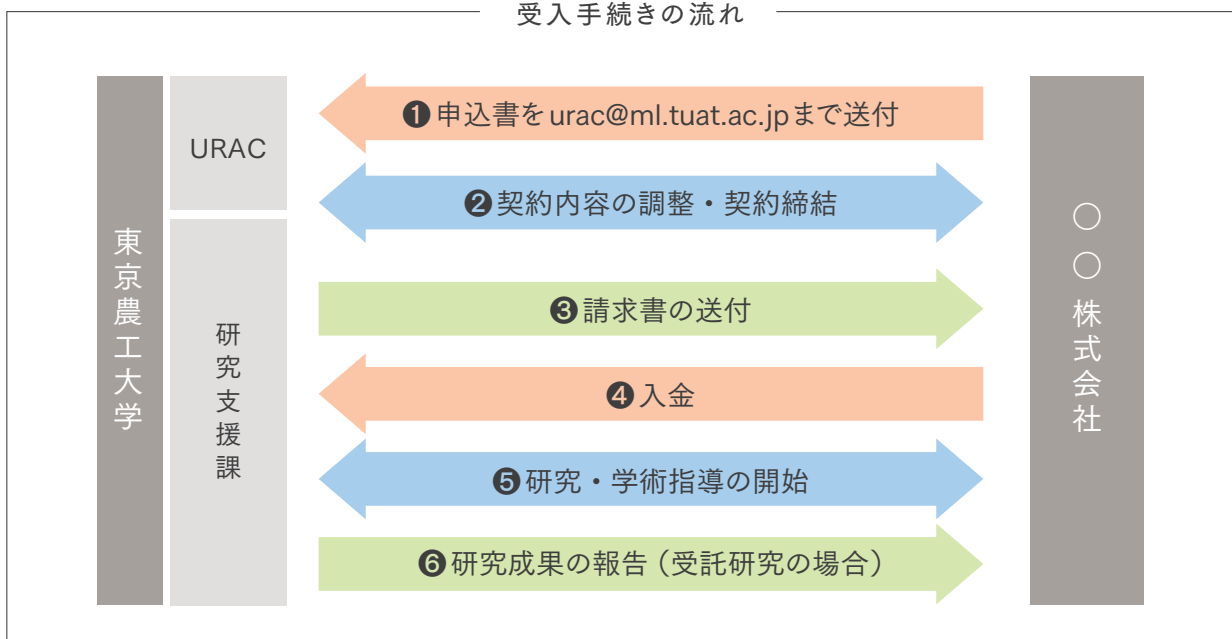 受入手続きの流れ
東京農工大学
URAC
研究支援課
❶申込書をurac@ml.tuat.ac.jpまで送付
❷契約内容の調整・契約締結
❸請求書の送付
❹入金
❺研究・学術指導の開始
❻研究成果の報告（受託研究の場合）
○○株式会社